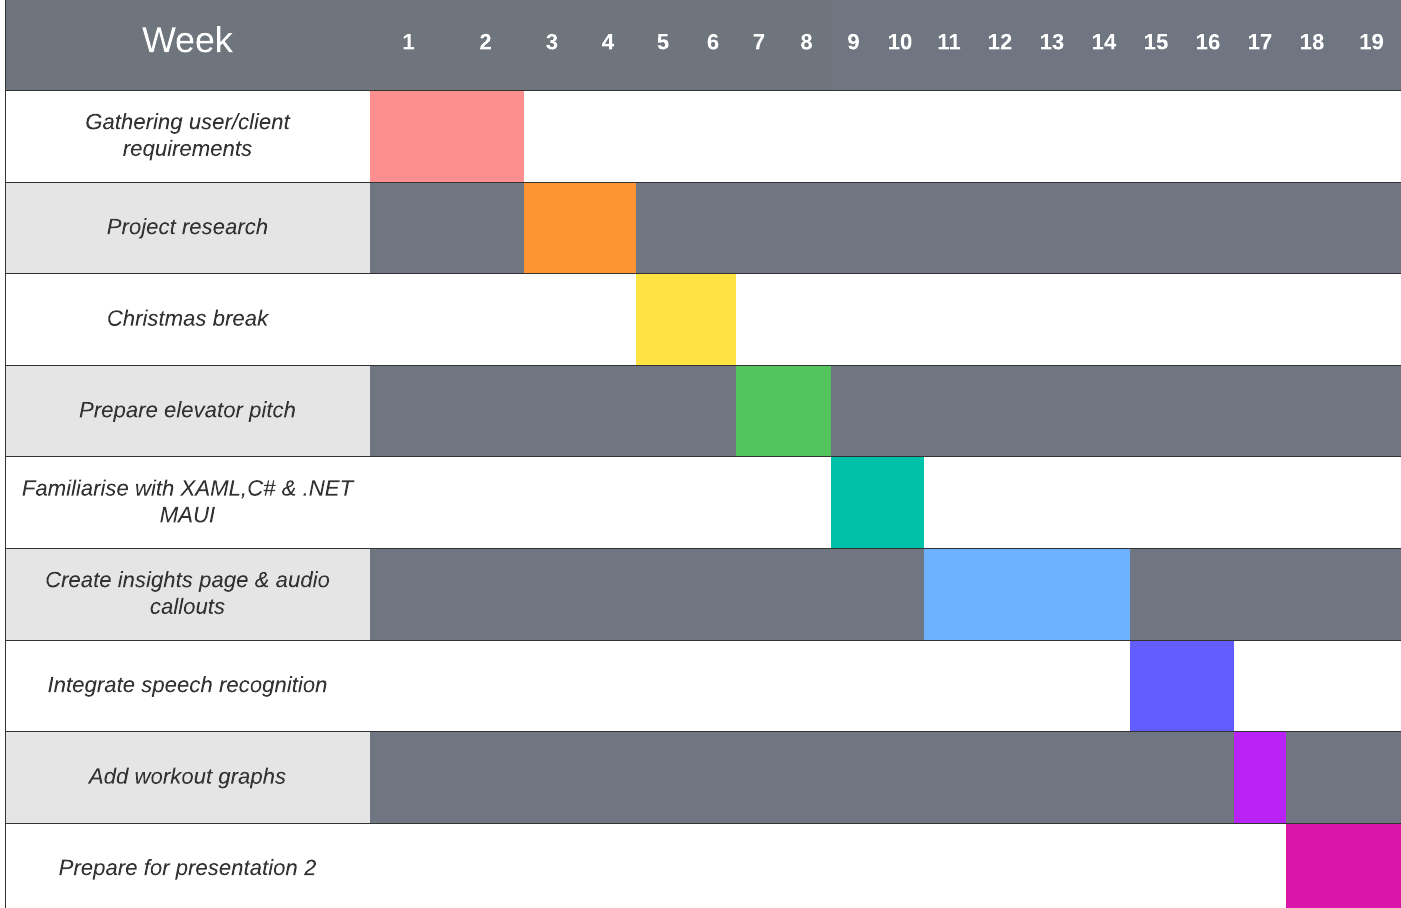 Week 1 2 3 4 5 6 7 8 9 10 11 12 13 14 15 16 17 18 19
Gathering user/client
requirements
Project research
Christmas break
Prepare elevator pitch
Familiarise with XAML,C# & .NET
MAUI
Create insights page & audio
callouts
Integrate speech recognition
Add workout graphs
Prepare for presentation 2